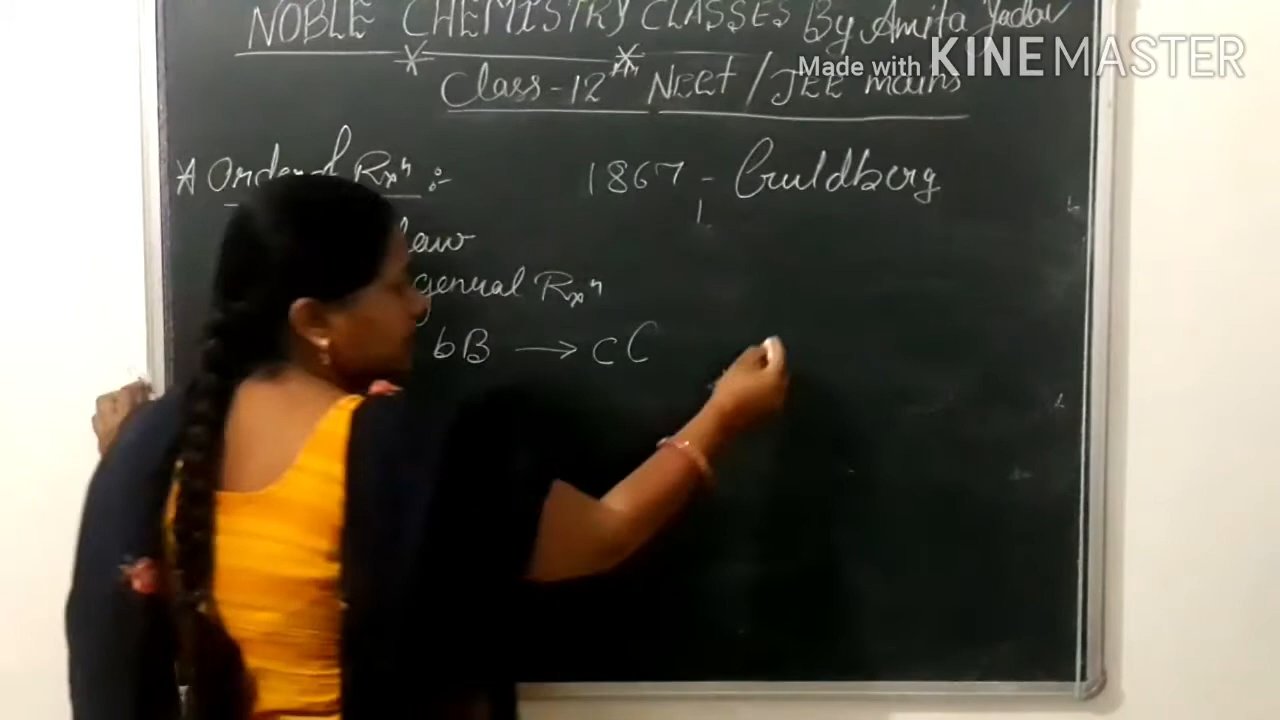 NOBLE CHEMISTRY CLASSES By Amita Yadav
Made with KINEMASTER
Class-12th NEET / JEE mains
* Order of Rxn :-
1867 - Guldberg
law
genral Rxn
bB → cC